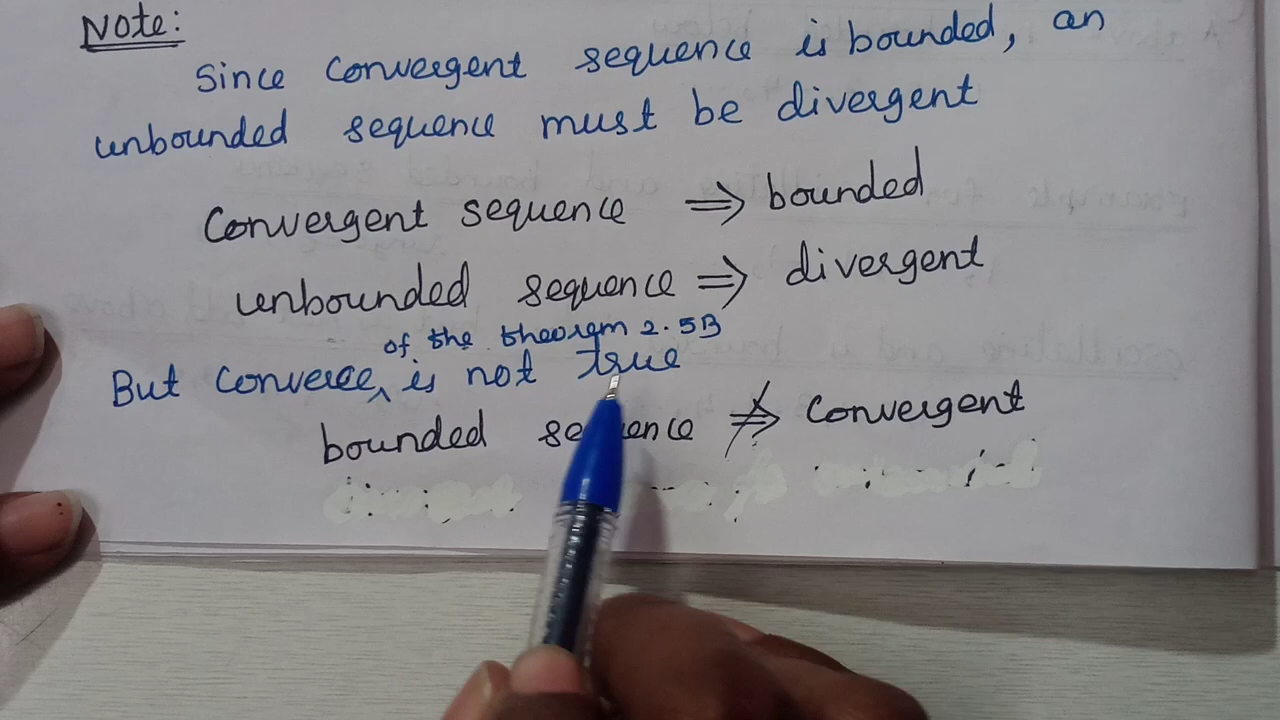 Note:
Since convergent sequence is bounded, an
unbounded sequence must be divergent
Convergent sequence ⇒ bounded
unbounded sequence ⇒ divergent
of the theorem 2.5B
But converce ^ is not true
bounded sequence ⇏ convergent